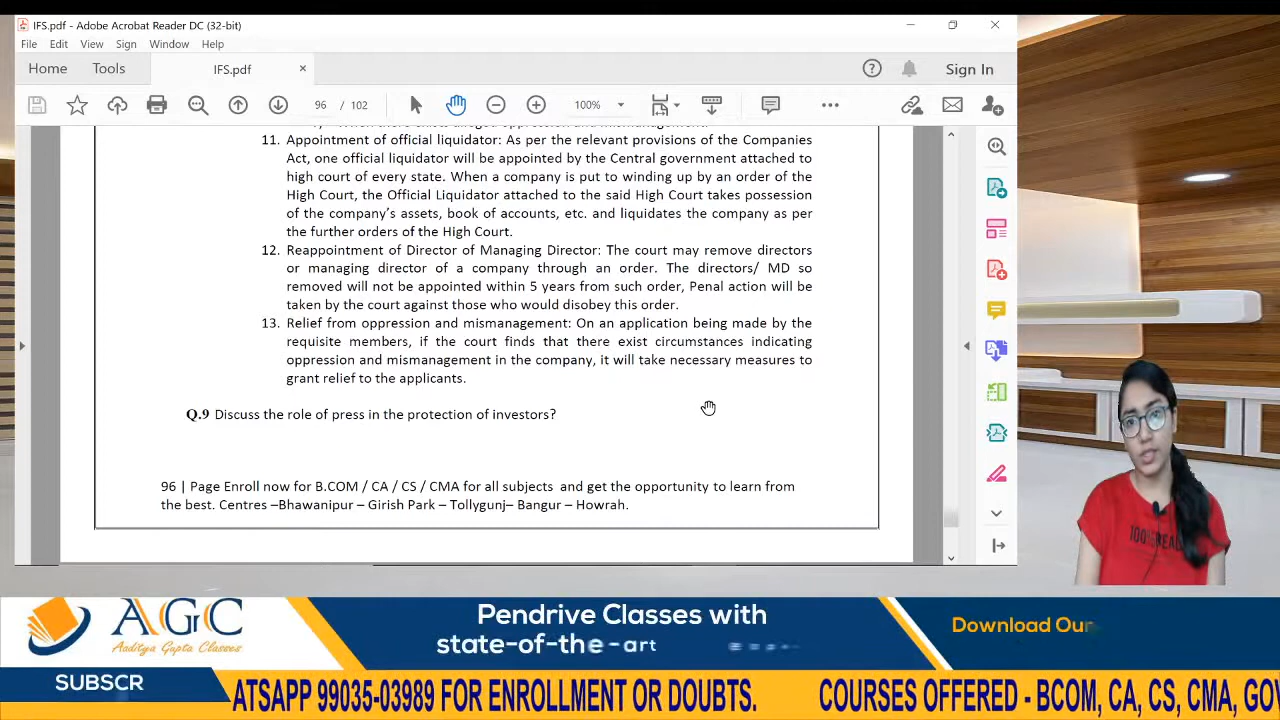 IFS.pdf - Adobe Acrobat Reader DC (32-bit)
File Edit View Sign Window Help
Home Tools IFS.pdf × Sign In
96 / 102 100%
11. Appointment of official liquidator: As per the relevant provisions of the Companies
Act, one official liquidator will be appointed by the Central government attached to
high court of every state. When a company is put to winding up by an order of the
High Court, the Official Liquidator attached to the said High Court takes possession
of the company's assets, book of accounts, etc. and liquidates the company as per
the further orders of the High Court.
12. Reappointment of Director of Managing Director: The court may remove directors
or managing director of a company through an order. The directors/ MD so
removed will not be appointed within 5 years from such order, Penal action will be
taken by the court against those who would disobey this order.
13. Relief from oppression and mismanagement: On an application being made by the
requisite members, if the court finds that there exist circumstances indicating
oppression and mismanagement in the company, it will take necessary measures to
grant relief to the applicants.
Q.9 Discuss the role of press in the protection of investors?
96 | Page Enroll now for B.COM / CA / CS / CMA for all subjects and get the opportunity to learn from
the best. Centres –Bhawanipur – Girish Park – Tollygunj– Bangur – Howrah.
AGC
Aaditya Gupta Classes
Pendrive Classes with
state-of-the-art
Download Our
SUBSCR
ATSAPP 99035-03989 FOR ENROLLMENT OR DOUBTS. COURSES OFFERED - BCOM, CA, CS, CMA, GO